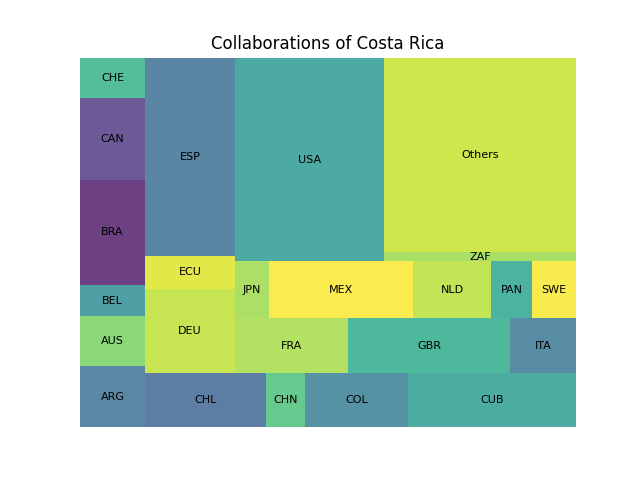 Collaborations of Costa Rica
CHE
CAN
BRA
BEL
AUS
ARG
ESP
ECU
DEU
CHL
USA
Others
ZAF
JPN
MEX
NLD
PAN
SWE
FRA
GBR
ITA
CHN
COL
CUB